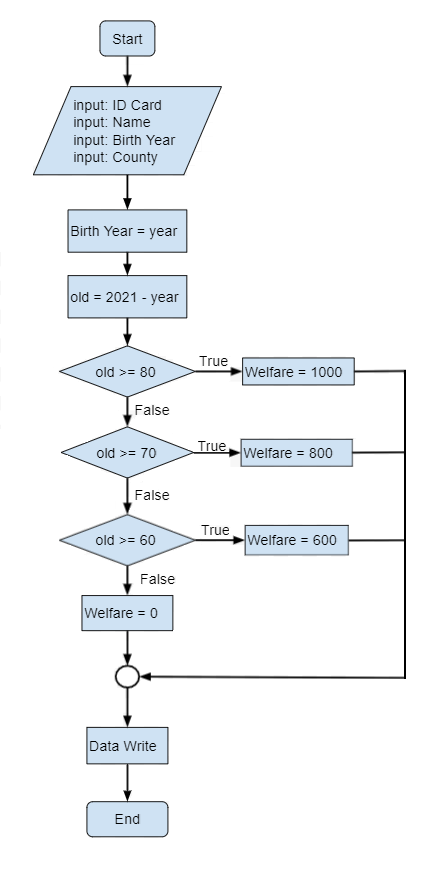 Start
input: ID Card
input: Name
input: Birth Year
input: County
Birth Year = year
old = 2021 - year
old >= 80
True
Welfare = 1000
False
old >= 70
True
Welfare = 800
False
old >= 60
True
Welfare = 600
False
Welfare = 0
Data Write
End